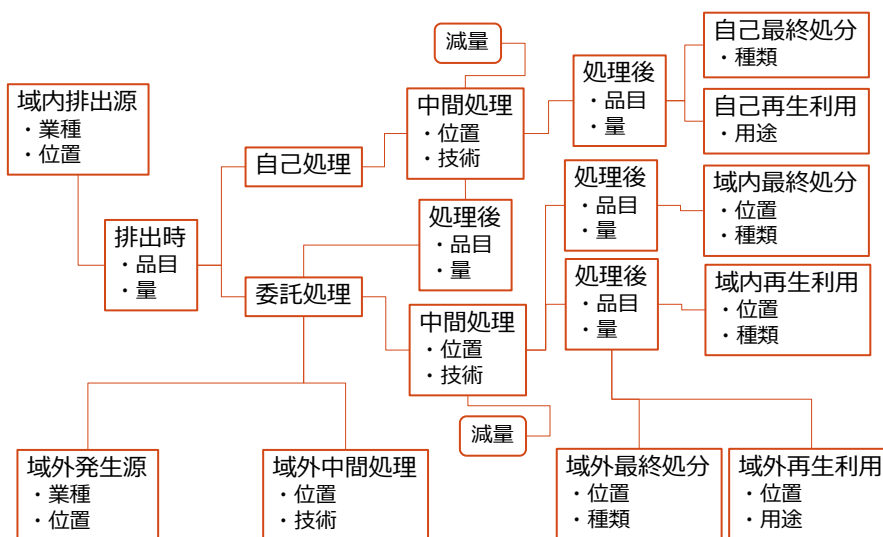 減量
自己最終処分
・種類
域内排出源
・業種
・位置
中間処理
・位置
・技術
処理後
・品目
・量
自己再生利用
・用途
自己処理
処理後
・品目
・量
処理後
・品目
・量
域内最終処分
・位置
・種類
排出時
・品目
・量
委託処理
中間処理
・位置
・技術
処理後
・品目
・量
域内再生利用
・位置
・種類
減量
域外発生源
・業種
・位置
域外中間処理
・位置
・技術
域外最終処分
・位置
・種類
域外再生利用
・位置
・用途